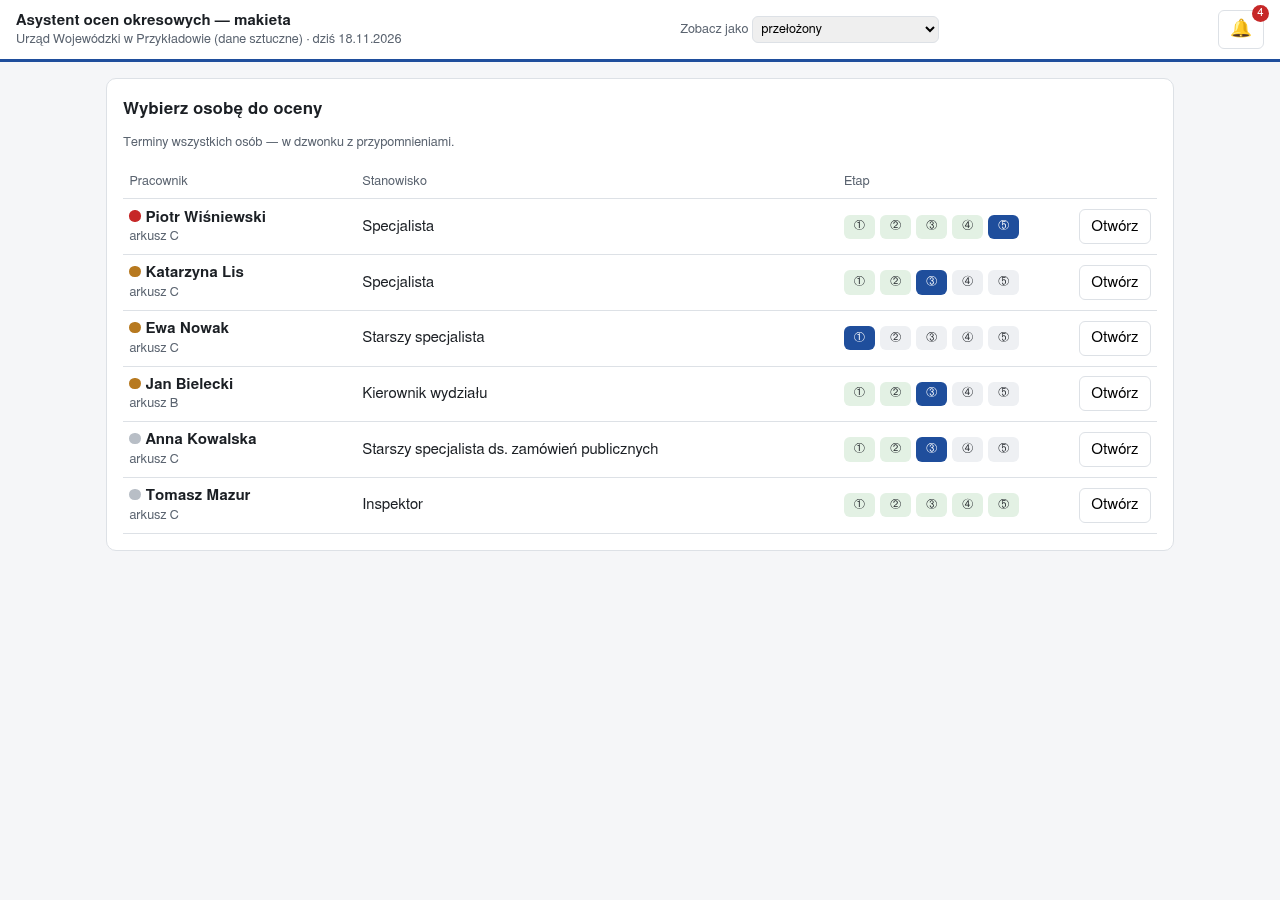 Asystent ocen okresowych — makieta
Urząd Wojewódzki w Przykładowie (dane sztuczne) · dziś 18.11.2026
Zobacz jako przełożony
🔔 4
Wybierz osobę do oceny
Terminy wszystkich osób — w dzwonku z przypomnieniami.
Pracownik Stanowisko Etap
Piotr Wiśniewski
arkusz C
Specjalista ① ② ③ ④ ⑤ Otwórz
Katarzyna Lis
arkusz C
Specjalista ① ② ③ ④ ⑤ Otwórz
Ewa Nowak
arkusz C
Starszy specjalista ① ② ③ ④ ⑤ Otwórz
Jan Bielecki
arkusz B
Kierownik wydziału ① ② ③ ④ ⑤ Otwórz
Anna Kowalska
arkusz C
Starszy specjalista ds. zamówień publicznych ① ② ③ ④ ⑤ Otwórz
Tomasz Mazur
arkusz C
Inspektor ① ② ③ ④ ⑤ Otwórz